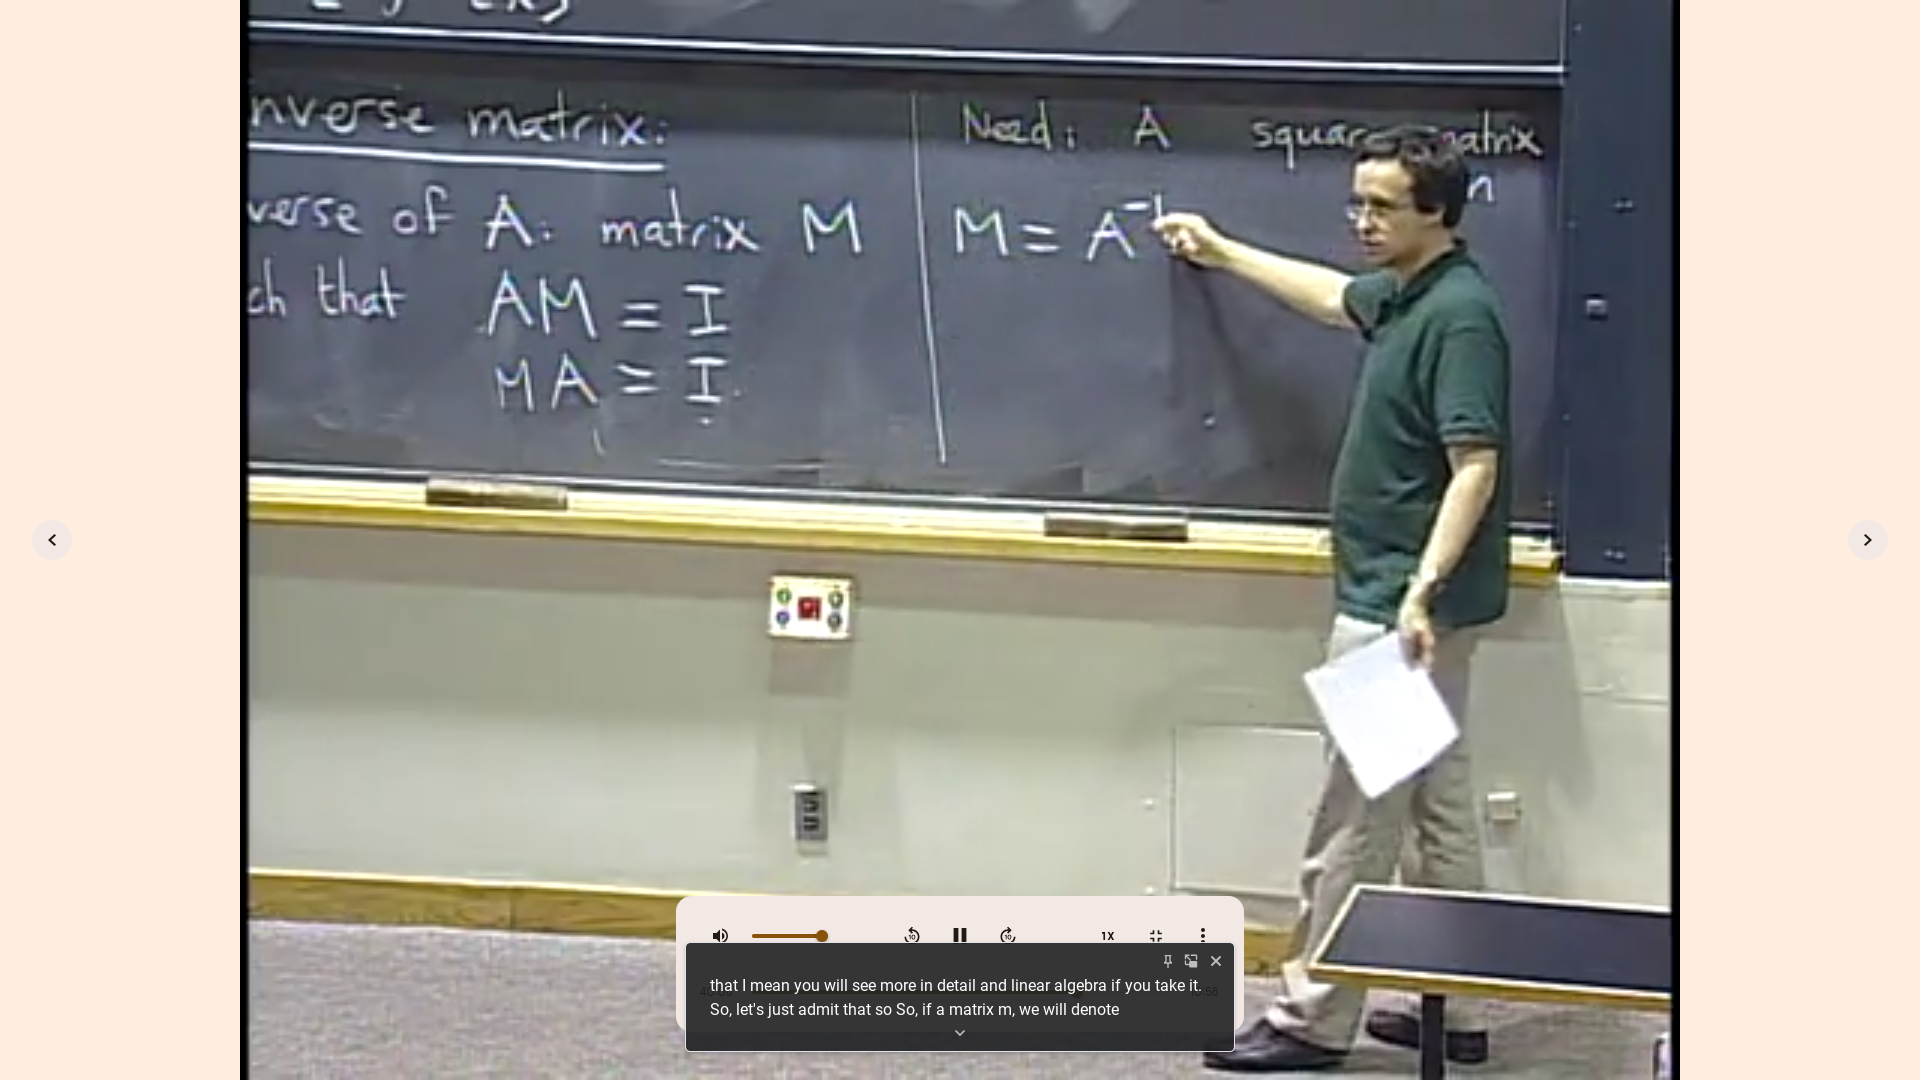 nverse matrix:
verse of A: matrix M
ch that AM = I
MA = I.
Need: A square matrix
n
M = A⁻¹
1X
that I mean you will see more in detail and linear algebra if you take it.
So, let's just admit that so So, if a matrix m, we will denote